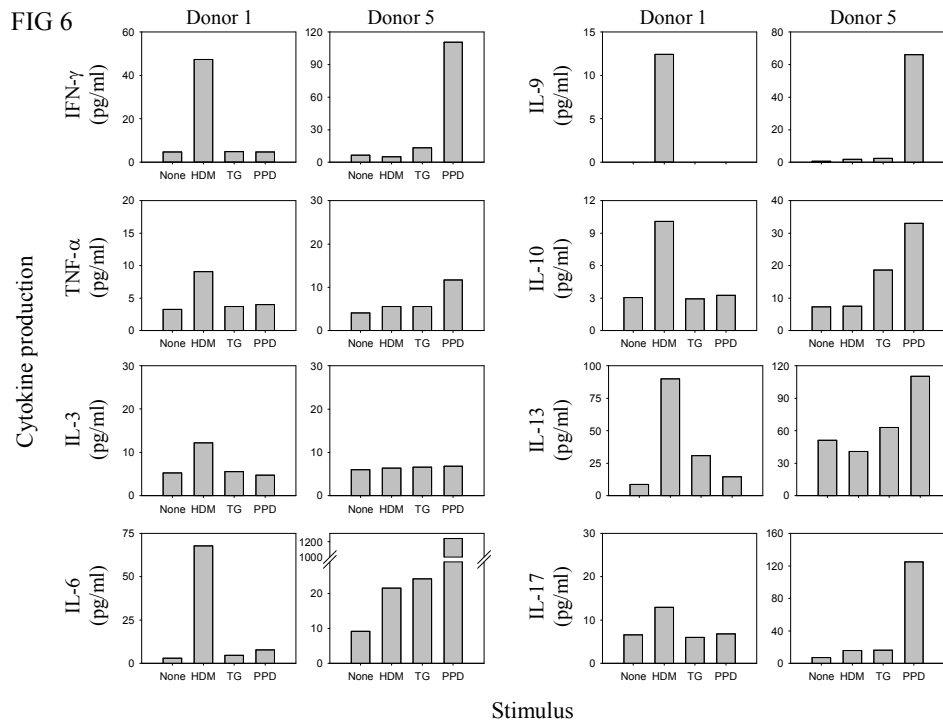 FIG 6
Donor 1
Donor 5
Donor 1
Donor 5
Cytokine production
IFN-γ
(pg/ml)
60
40
20
0
None HDM TG PPD
120
90
60
30
0
None HDM TG PPD
IL-9
(pg/ml)
15
12
9
6
3
0
None HDM TG PPD
80
60
40
20
0
None HDM TG PPD
TNF-α
(pg/ml)
20
15
10
5
0
None HDM TG PPD
30
20
10
0
None HDM TG PPD
IL-10
(pg/ml)
12
9
6
3
0
None HDM TG PPD
40
30
20
10
0
None HDM TG PPD
IL-3
(pg/ml)
30
20
10
0
None HDM TG PPD
30
20
10
0
None HDM TG PPD
IL-13
(pg/ml)
100
75
50
25
0
None HDM TG PPD
120
90
60
30
0
None HDM TG PPD
IL-6
(pg/ml)
75
50
25
0
None HDM TG PPD
1200
1000
20
10
0
None HDM TG PPD
IL-17
(pg/ml)
30
20
10
0
None HDM TG PPD
160
120
80
40
0
None HDM TG PPD
Stimulus